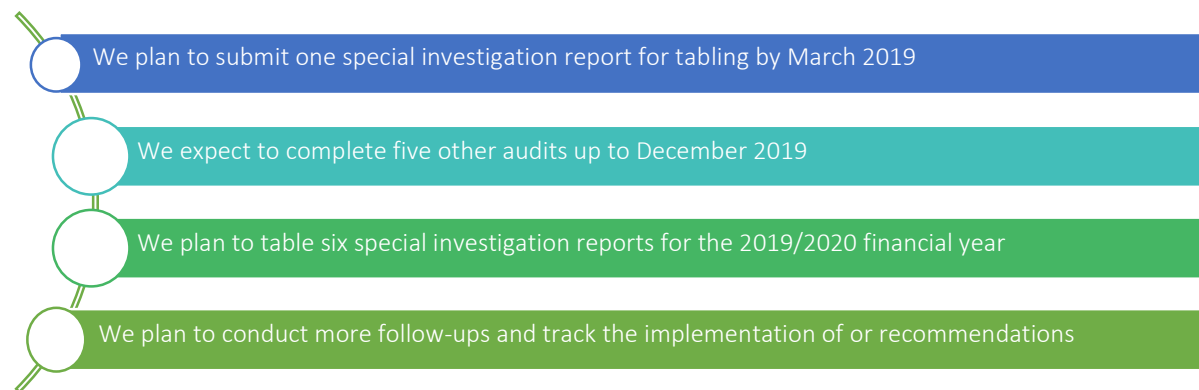 We plan to submit one special investigation report for tabling by March 2019
We expect to complete five other audits up to December 2019
We plan to table six special investigation reports for the 2019/2020 financial year
We plan to conduct more follow-ups and track the implementation of or recommendations